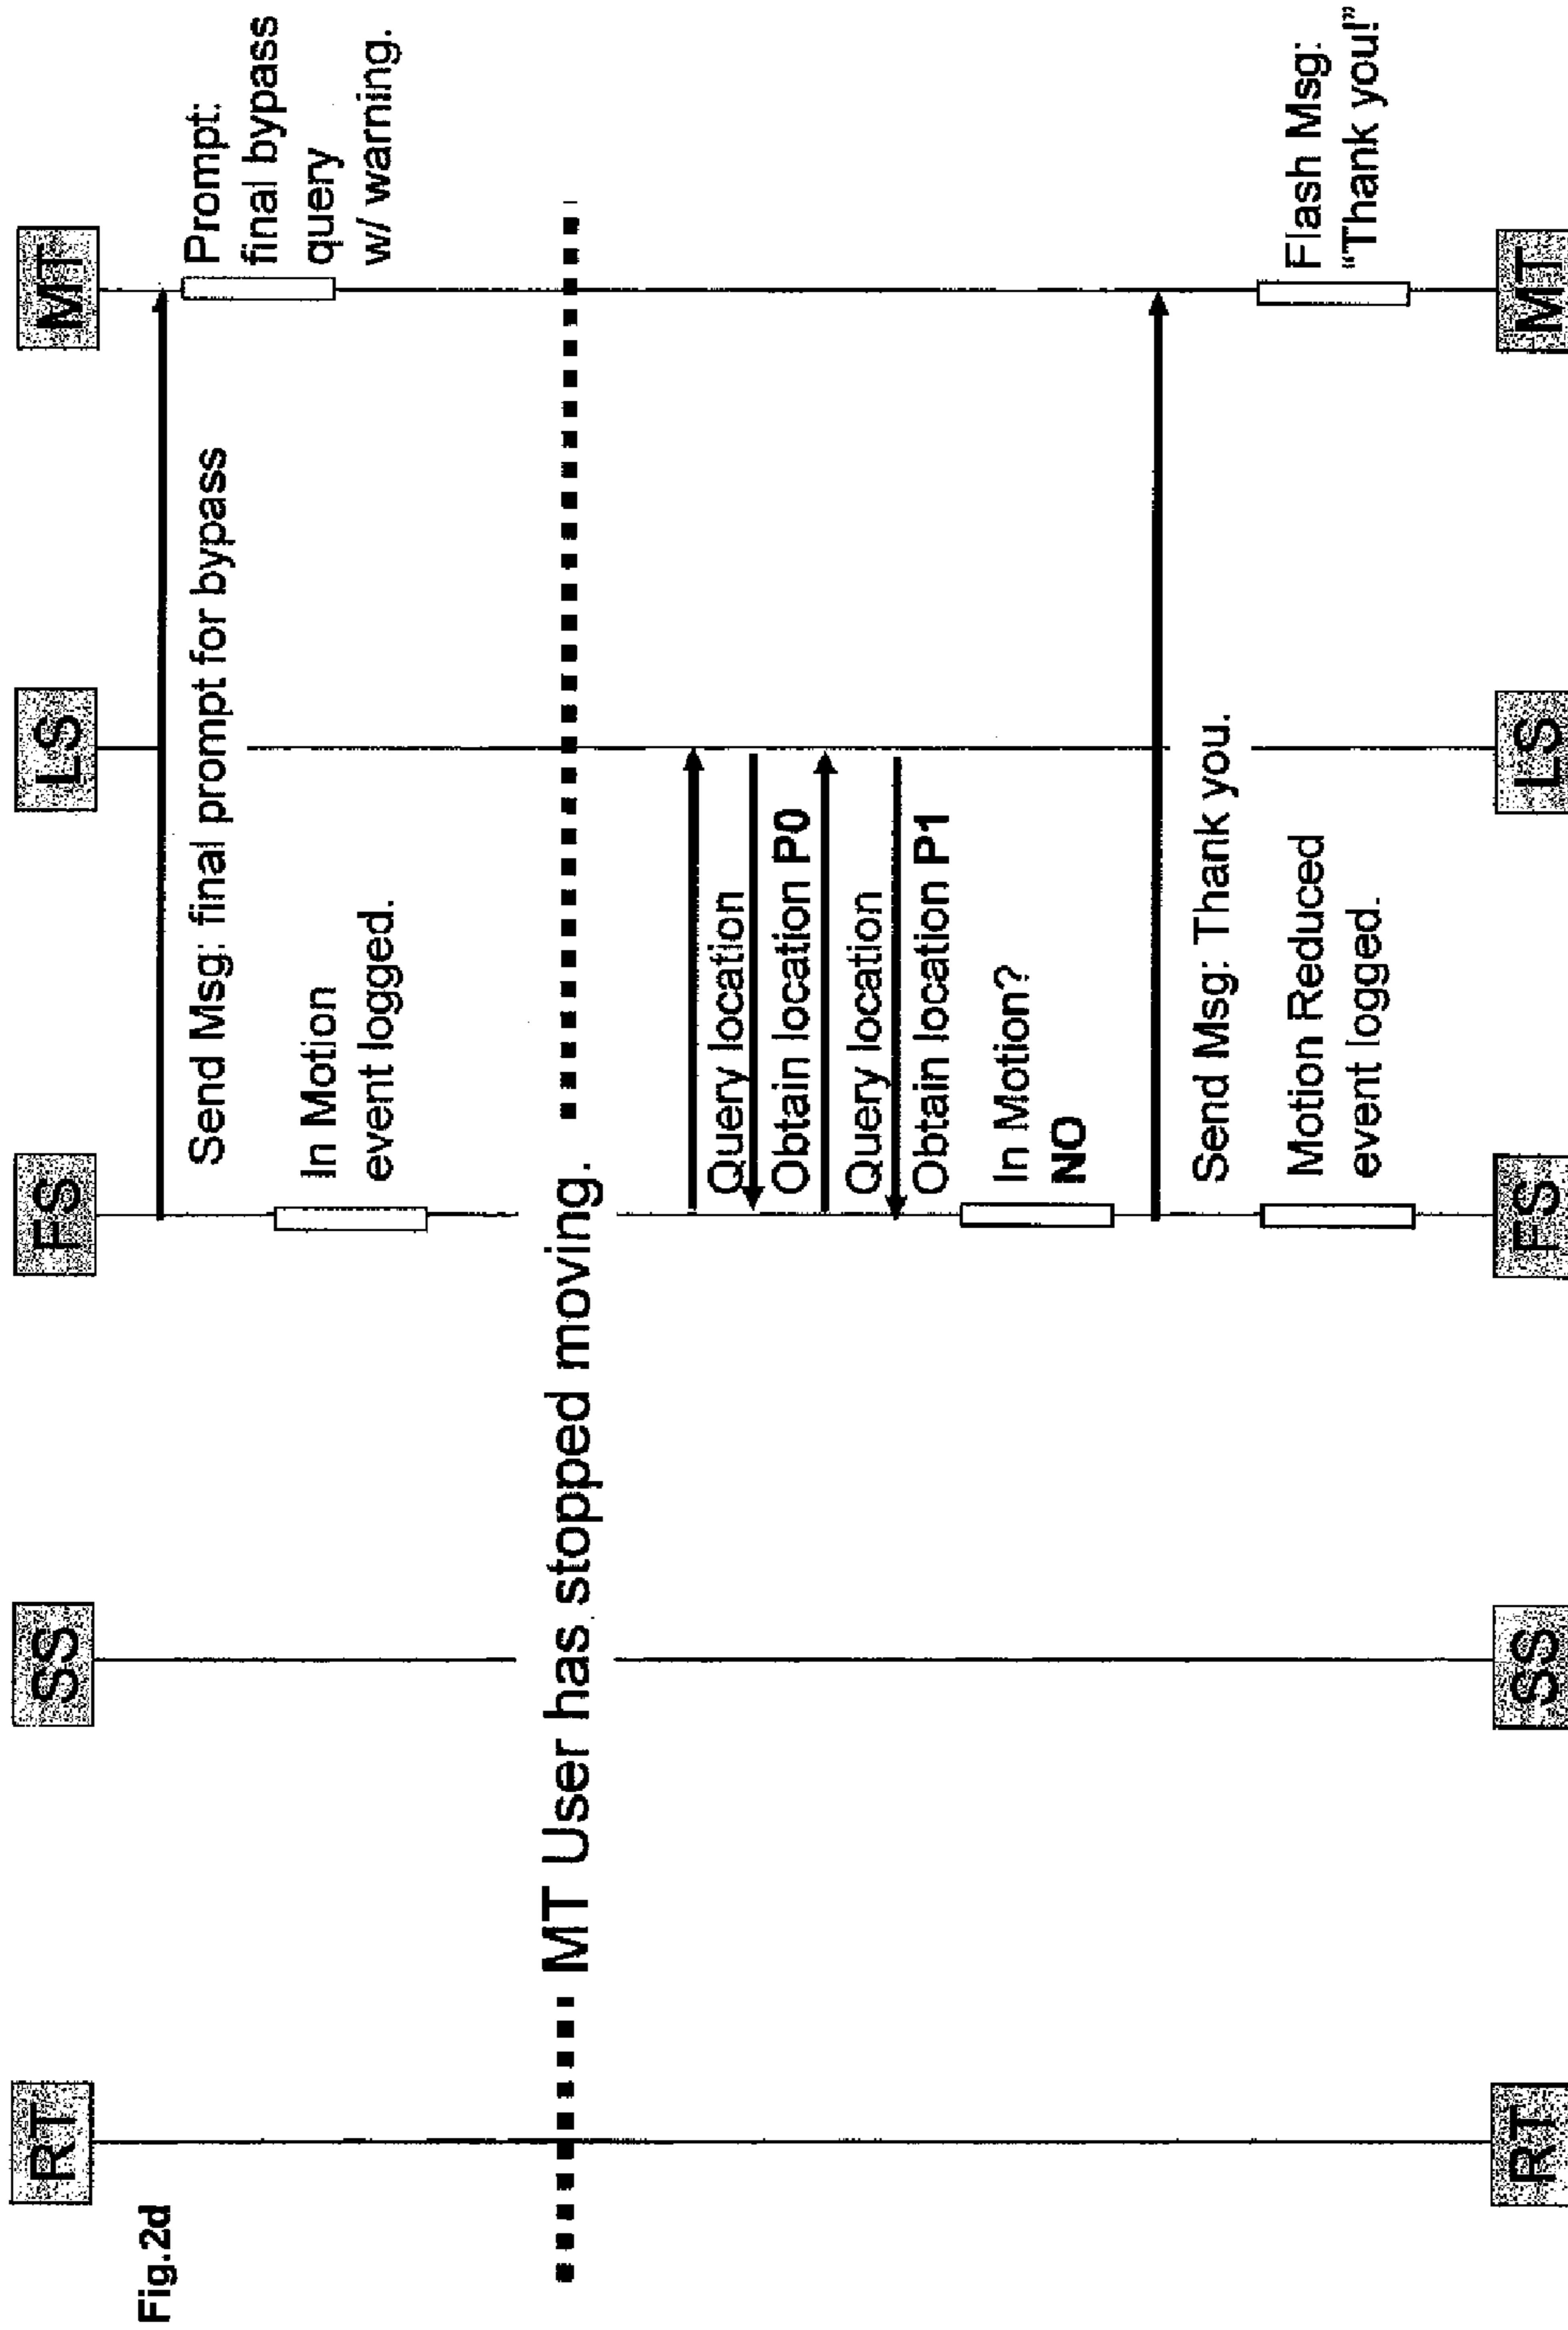 Fig.2d
RT
SS
FS
LS
MT
Send Msg: final prompt for bypass
Prompt:
final bypass
query
w/ warning.
In Motion
event logged.
MT User has stopped moving.
Query location
Obtain location P0
Query location
Obtain location P1
In Motion?
NO
Send Msg: Thank you.
Motion Reduced
event logged.
Flash Msg:
“Thank you!”
RT
SS
FS
LS
MT